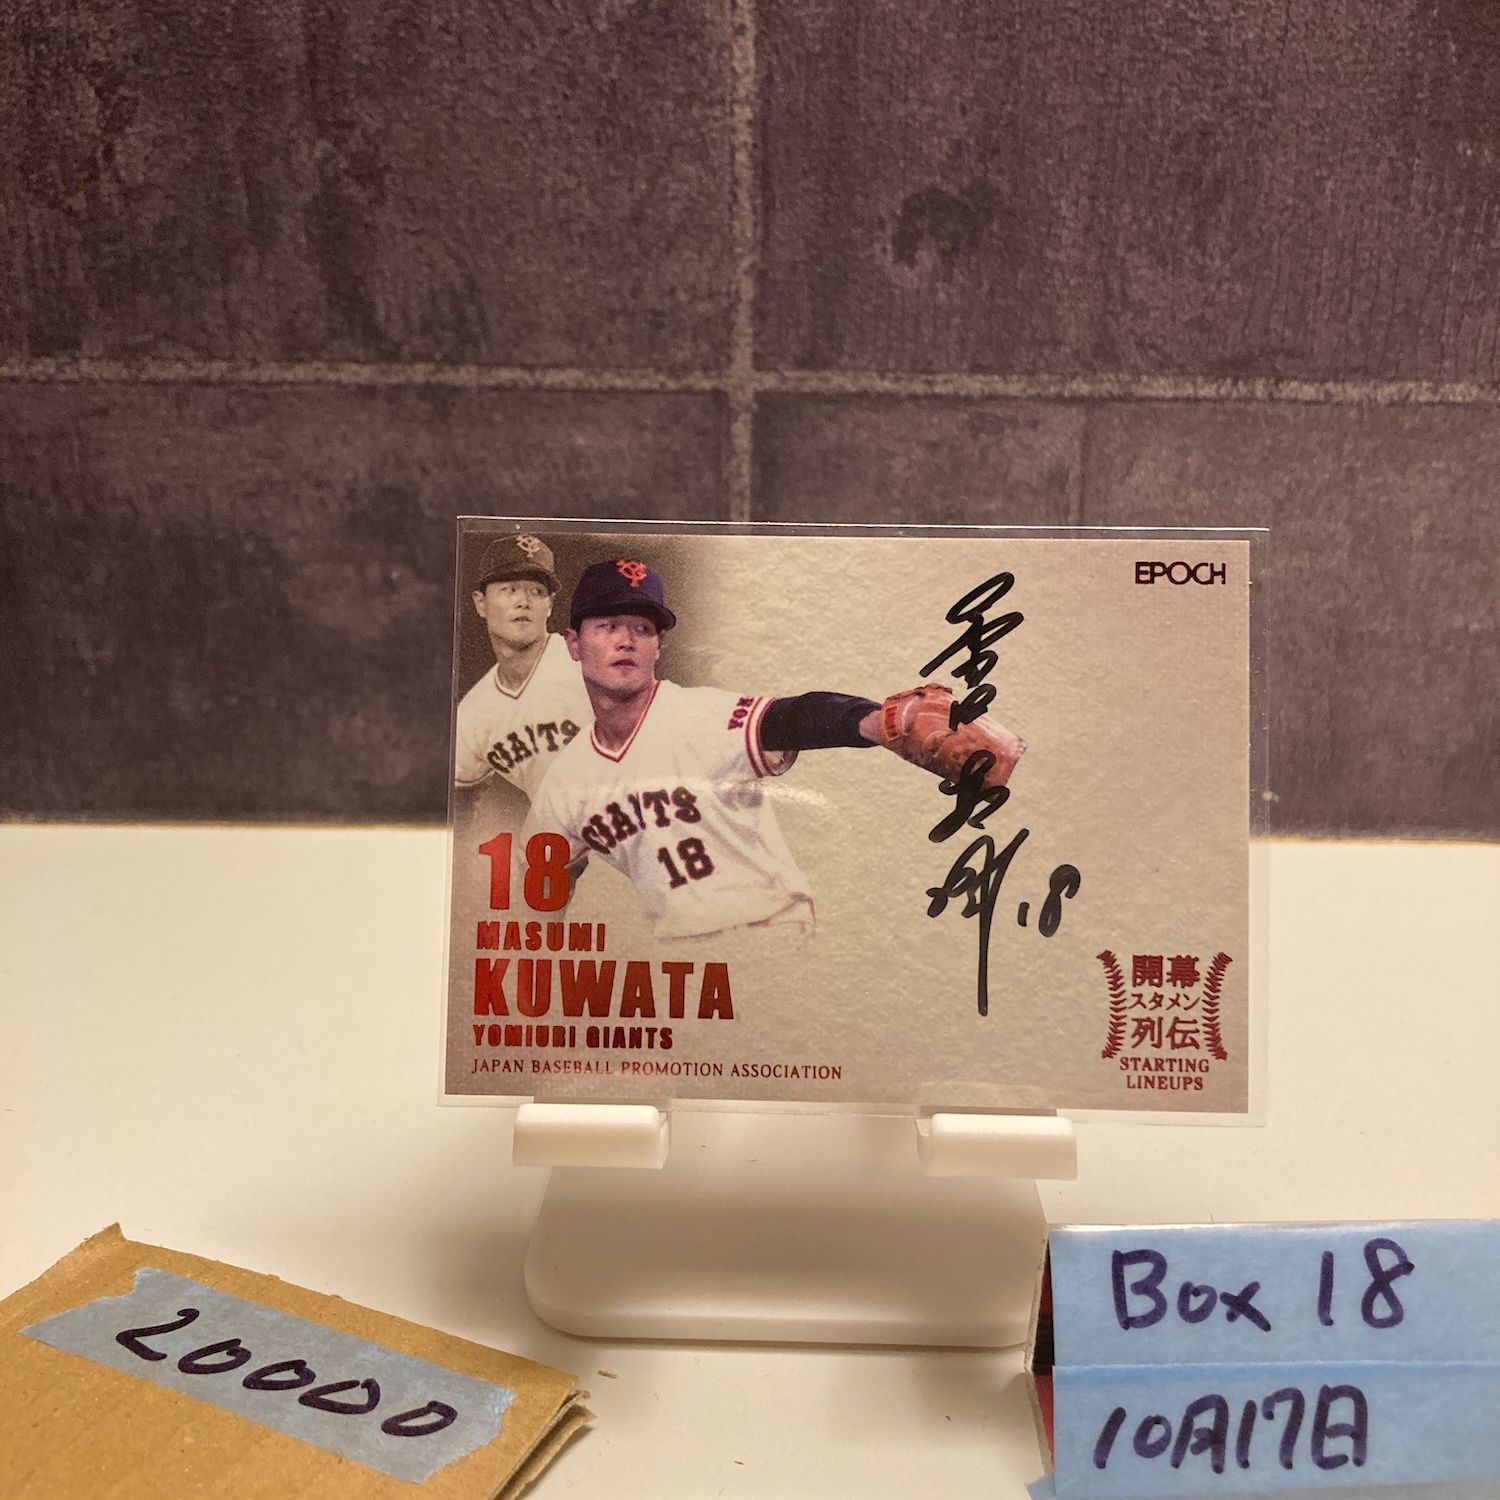 EPOCH
GIANTS
GIANTS
18
18
MASUMI
KUWATA
YOMIURI GIANTS
JAPAN BASEBALL PROMOTION ASSOCIATION
.18
開幕
スタメン
列伝
STARTING
LINEUPS
20000
Box 18
10月17日